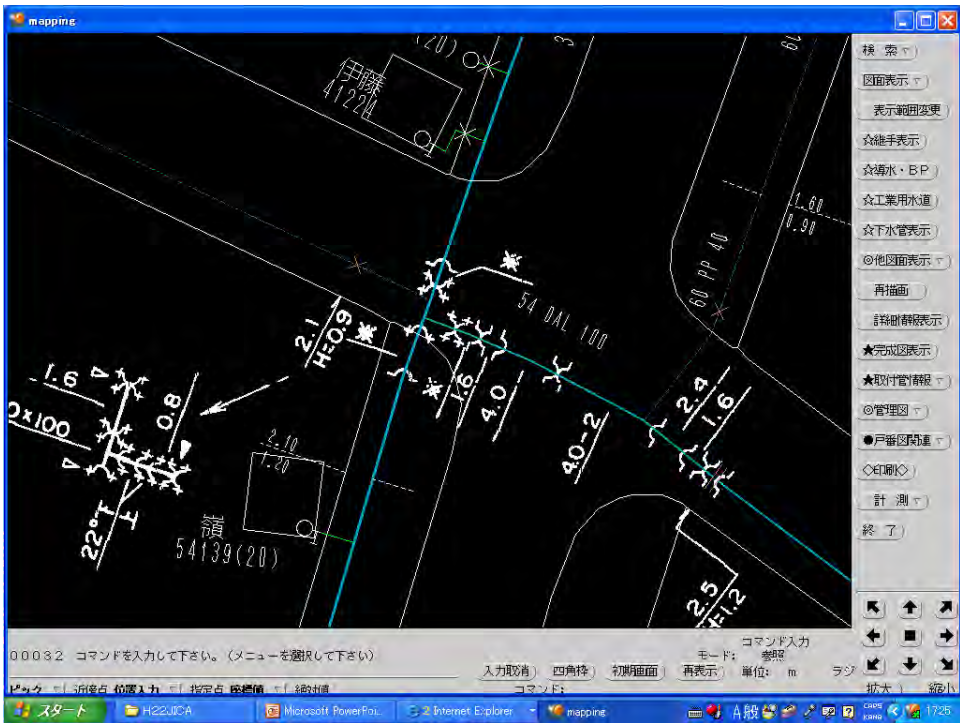 mapping
(20)
伊藤
41224
60
1.60
0.90
60 PP 40
54 DAL 100
2.1
H=0.9
1.6
0×100
0.8
22°T
2.10
1.20
嶺
54139(20)
1.6
4.0
40-2
2.4
1.6
2.5
検 索
図面表示
表示範囲変更
☆継手表示
☆導水・BP
☆工業用水道
☆下水管表示
◎他図面表示
再描画
詳細情報表示
★完成図表示
★取付管情報
◎管理図
●戸番図関連
◇印刷◇
計 測
終 了
00032 コマンドを入力して下さい。(メニューを選択して下さい)
コマンド入力
モード: 参照
入力取消 四角枠 初期画面 再表示 単位: m ラジ
拡大 縮小
ピック 近接点 位置入力 指定点 座標値 絶対値
コマンド:
スタート H22JICA Microsoft PowerPoi... 2 Internet Explorer mapping A 般 CAPS KANA 17:25